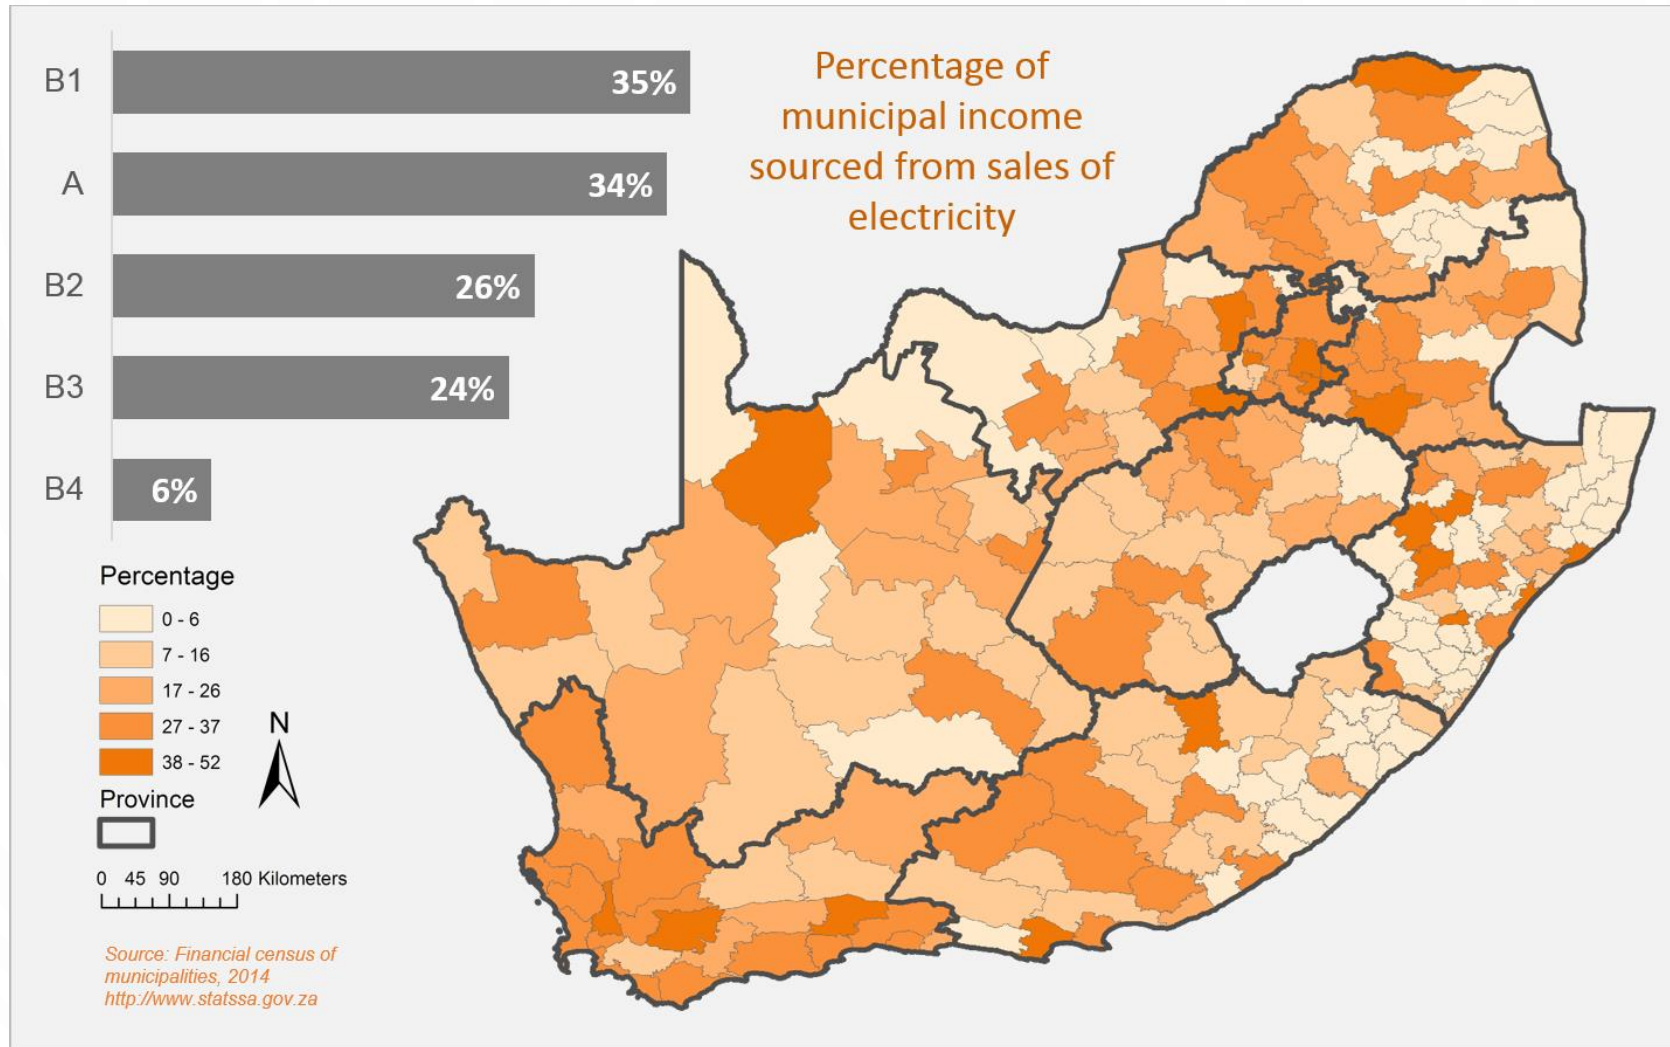 Percentage of
municipal income
sourced from sales of
electricity
B1 35%
A 34%
B2 26%
B3 24%
B4 6%
Percentage
0 - 6
7 - 16
17 - 26
27 - 37
38 - 52
Province
N
0 45 90 180 Kilometers
Source: Financial census of
municipalities, 2014
http://www.statssa.gov.za